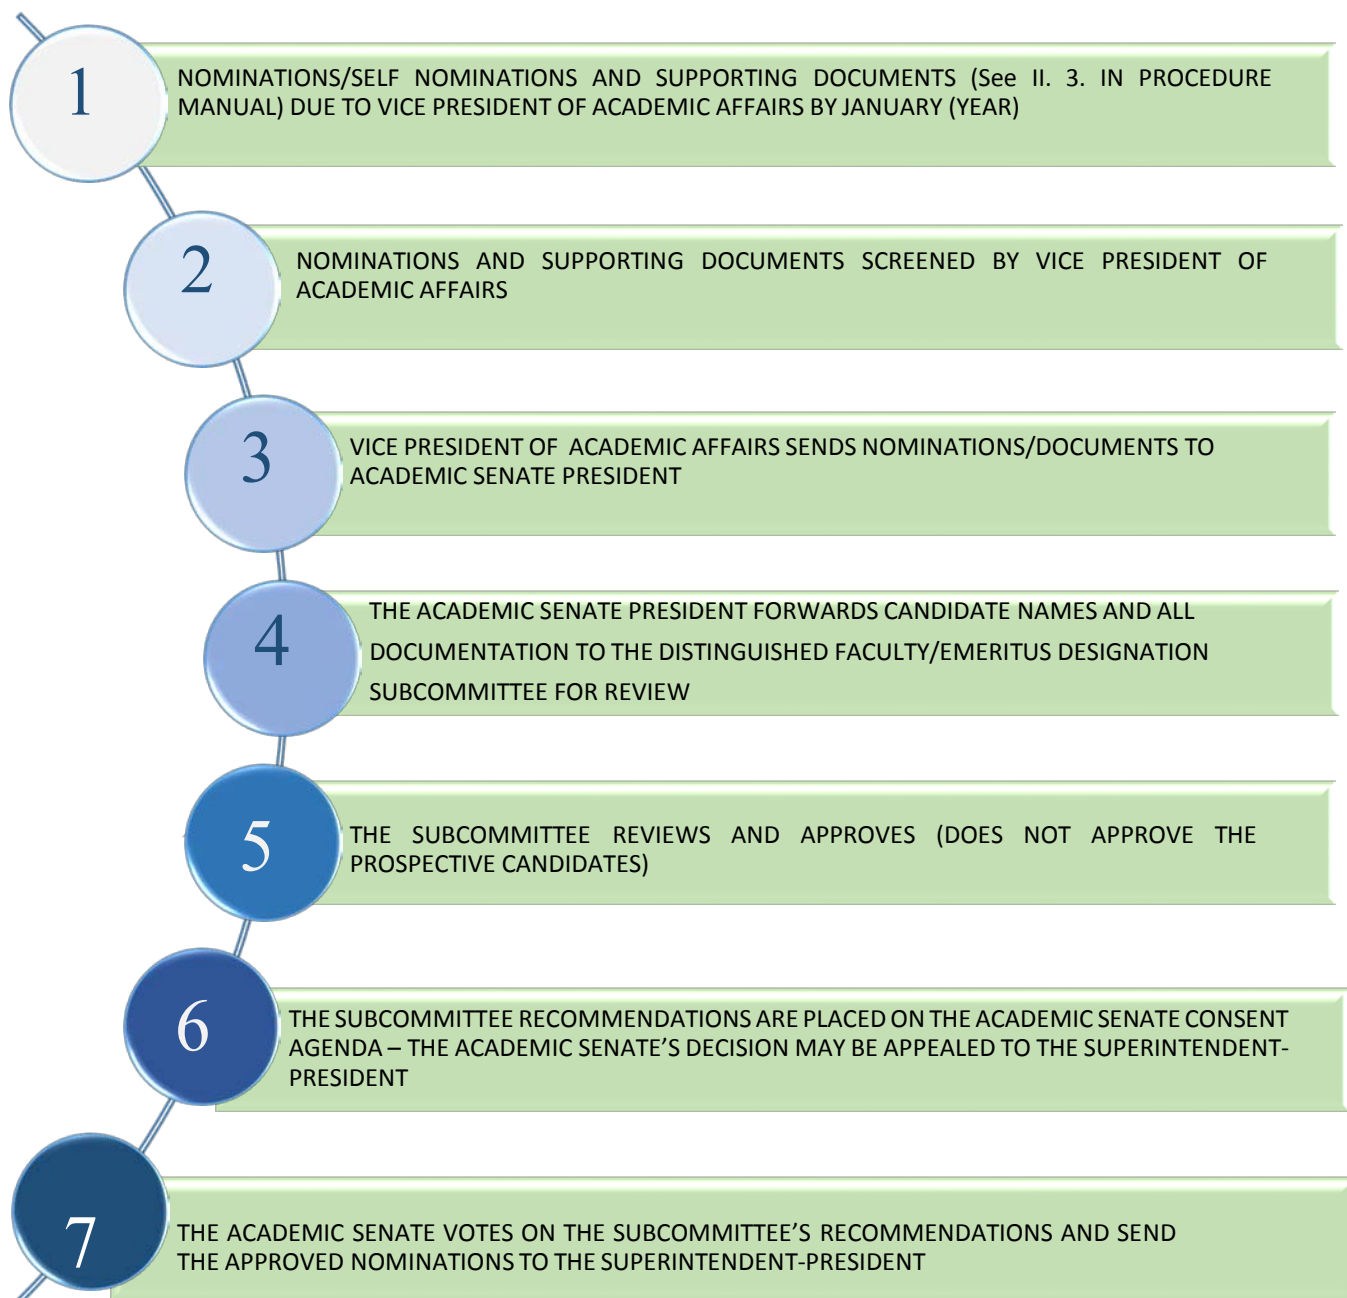 1
NOMINATIONS/SELF NOMINATIONS AND SUPPORTING DOCUMENTS (See II. 3. IN PROCEDURE
MANUAL) DUE TO VICE PRESIDENT OF ACADEMIC AFFAIRS BY JANUARY (YEAR)
2
NOMINATIONS AND SUPPORTING DOCUMENTS SCREENED BY VICE PRESIDENT OF
ACADEMIC AFFAIRS
3
VICE PRESIDENT OF ACADEMIC AFFAIRS SENDS NOMINATIONS/DOCUMENTS TO
ACADEMIC SENATE PRESIDENT
4
THE ACADEMIC SENATE PRESIDENT FORWARDS CANDIDATE NAMES AND ALL
DOCUMENTATION TO THE DISTINGUISHED FACULTY/EMERITUS DESIGNATION
SUBCOMMITTEE FOR REVIEW
5
THE SUBCOMMITTEE REVIEWS AND APPROVES (DOES NOT APPROVE THE
PROSPECTIVE CANDIDATES)
6
THE SUBCOMMITTEE RECOMMENDATIONS ARE PLACED ON THE ACADEMIC SENATE CONSENT
AGENDA – THE ACADEMIC SENATE’S DECISION MAY BE APPEALED TO THE SUPERINTENDENT-
PRESIDENT
7
THE ACADEMIC SENATE VOTES ON THE SUBCOMMITTEE’S RECOMMENDATIONS AND SEND
THE APPROVED NOMINATIONS TO THE SUPERINTENDENT-PRESIDENT